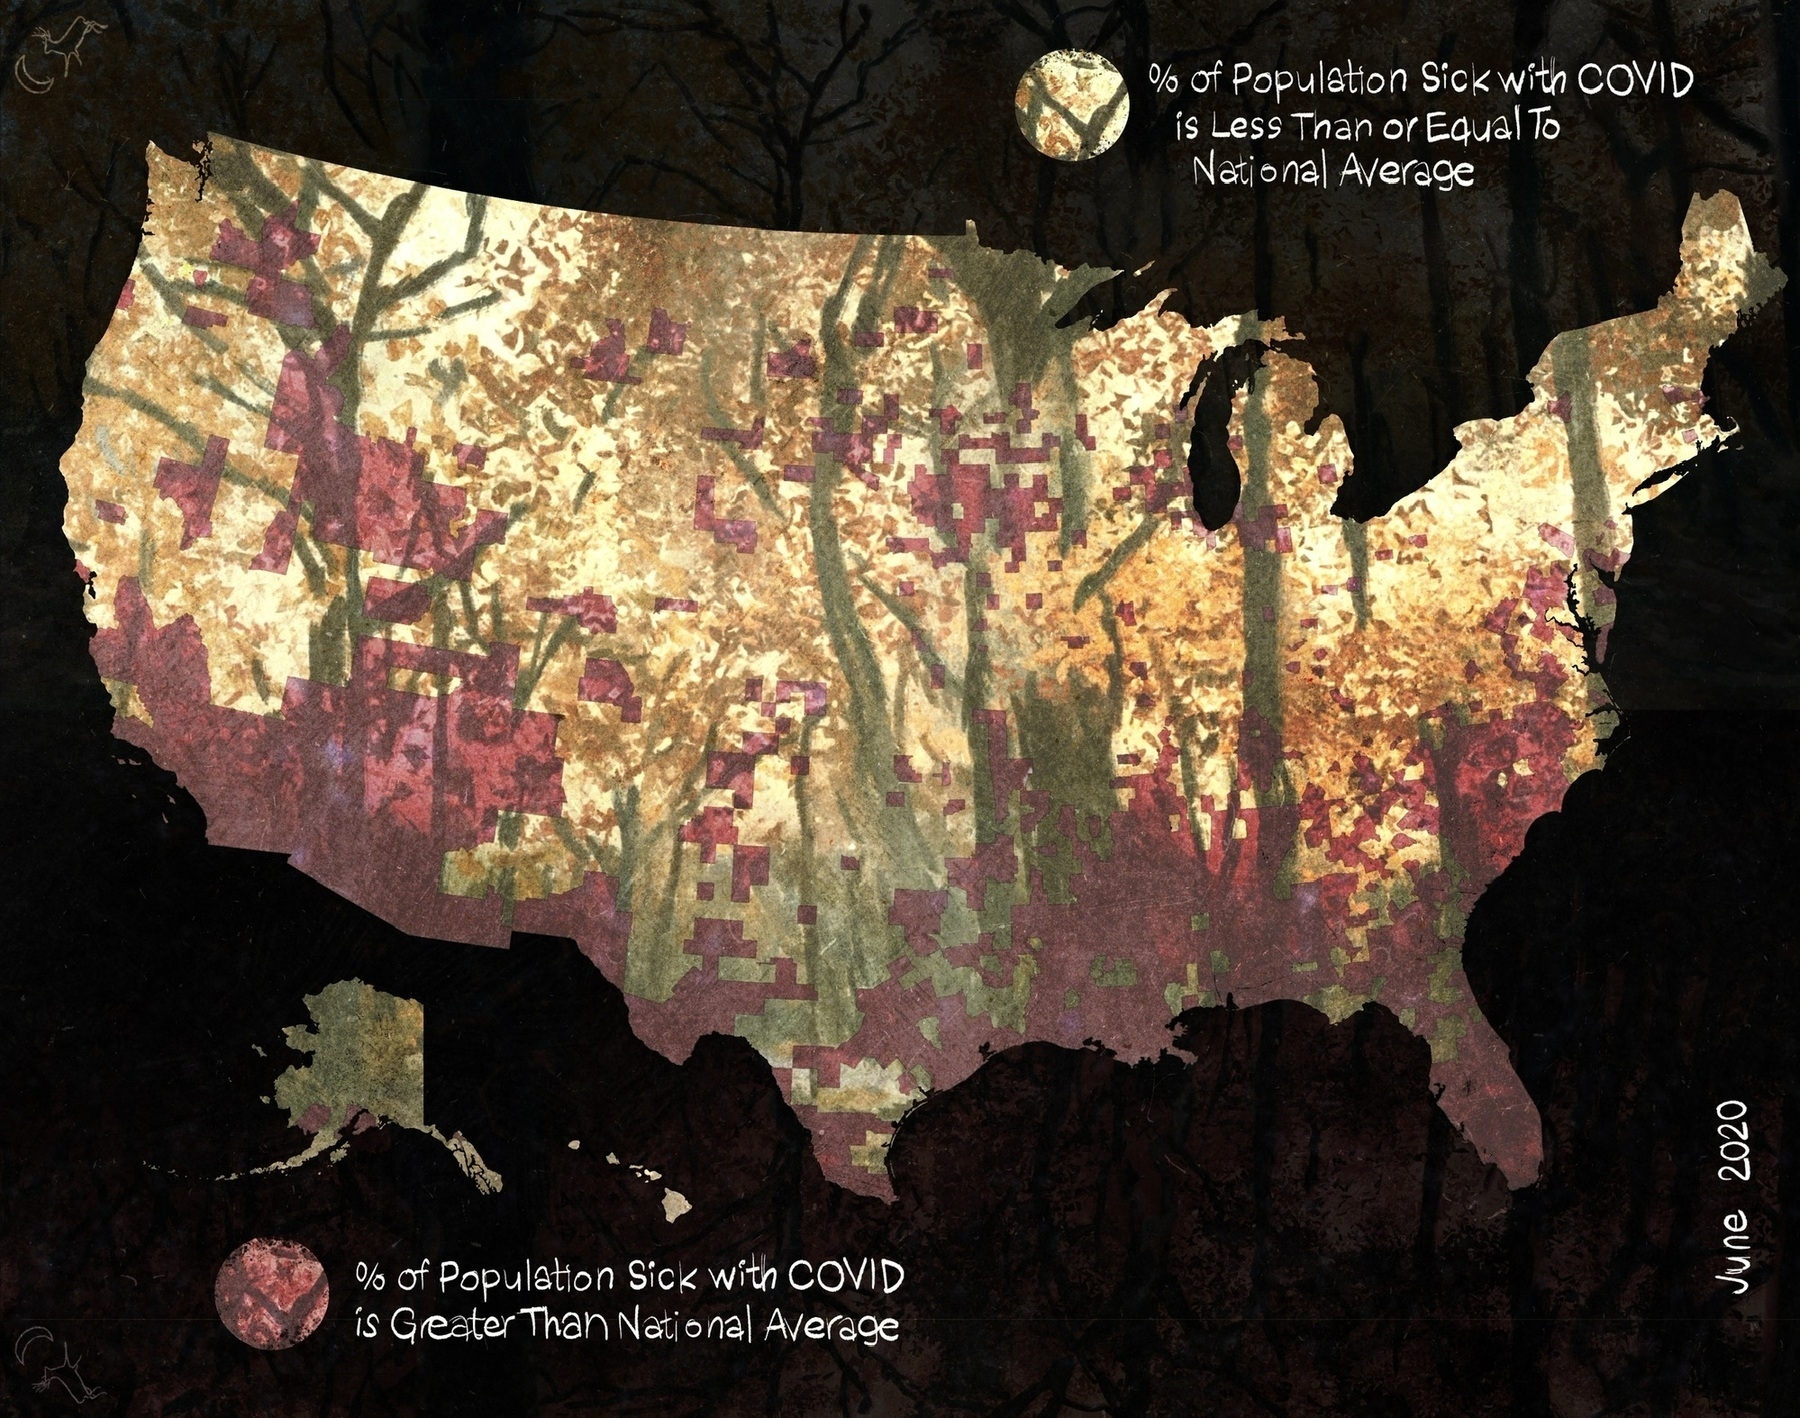 % of Population Sick with COVID
is Less Than or Equal To
National Average
June 2020
% of Population Sick with COVID
is Greater Than National Average